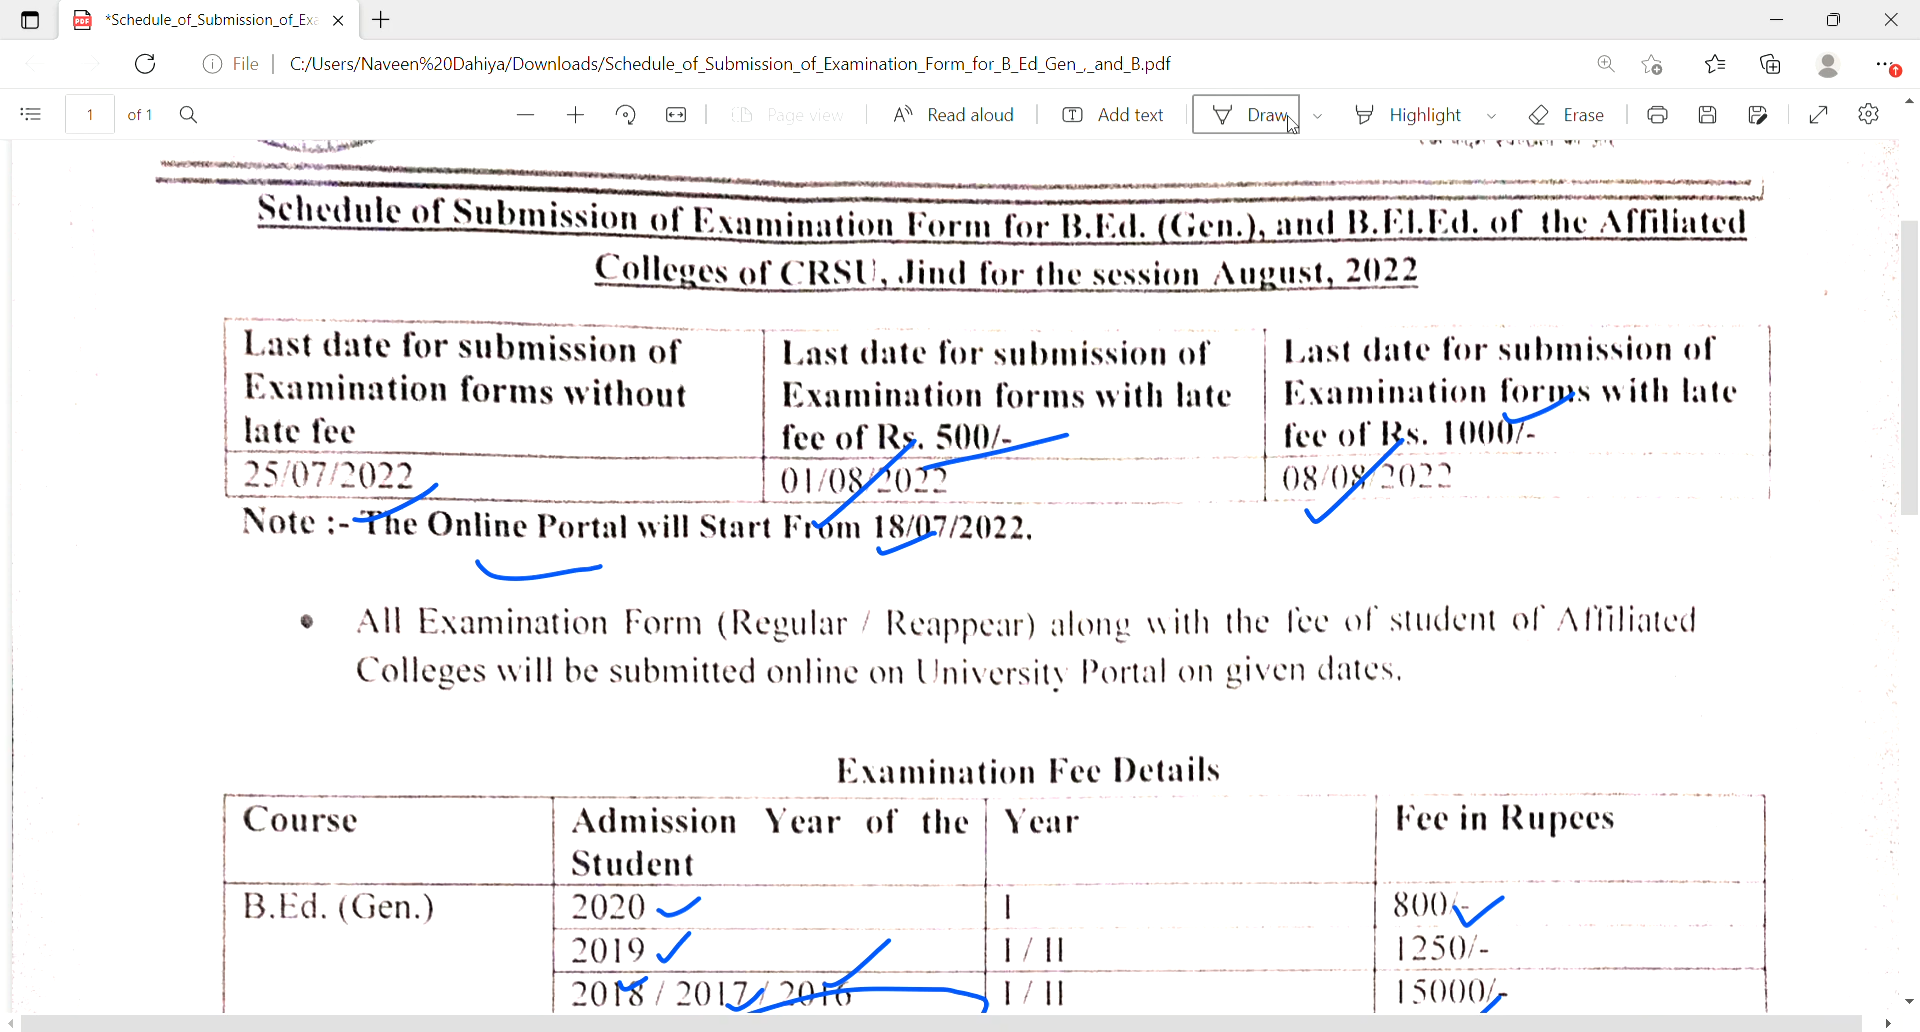 *Schedule_of_Submission_of_Exa
File
C:/Users/Naveen%20Dahiya/Downloads/Schedule_of_Submission_of_Examination_Form_for_B_Ed_Gen_,_and_B.pdf
1 of 1
Page view
Read aloud
Add text
Draw
Highlight
Erase
Schedule of Submission of Examination Form for B.Ed. (Gen.), and B.El.Ed. of the Affiliated
Colleges of CRSU, Jind for the session August, 2022
Last date for submission of
Examination forms without
late fee
Last date for submission of
Examination forms with late
fee of Rs. 500/-
Last date for submission of
Examination forms with late
fee of Rs. 1000/-
25/07/2022
01/08/2022
08/08/2022
Note :- The Online Portal will Start From 18/07/2022.
• All Examination Form (Regular / Reappear) along with the fee of student of Affiliated
Colleges will be submitted online on University Portal on given dates.
Examination Fee Details
Course
Admission Year of the
Student
Year
Fee in Rupees
B.Ed. (Gen.)
2020
I
800/-
2019
I / II
1250/-
2018 / 2017 / 2016
I / II
15000/-